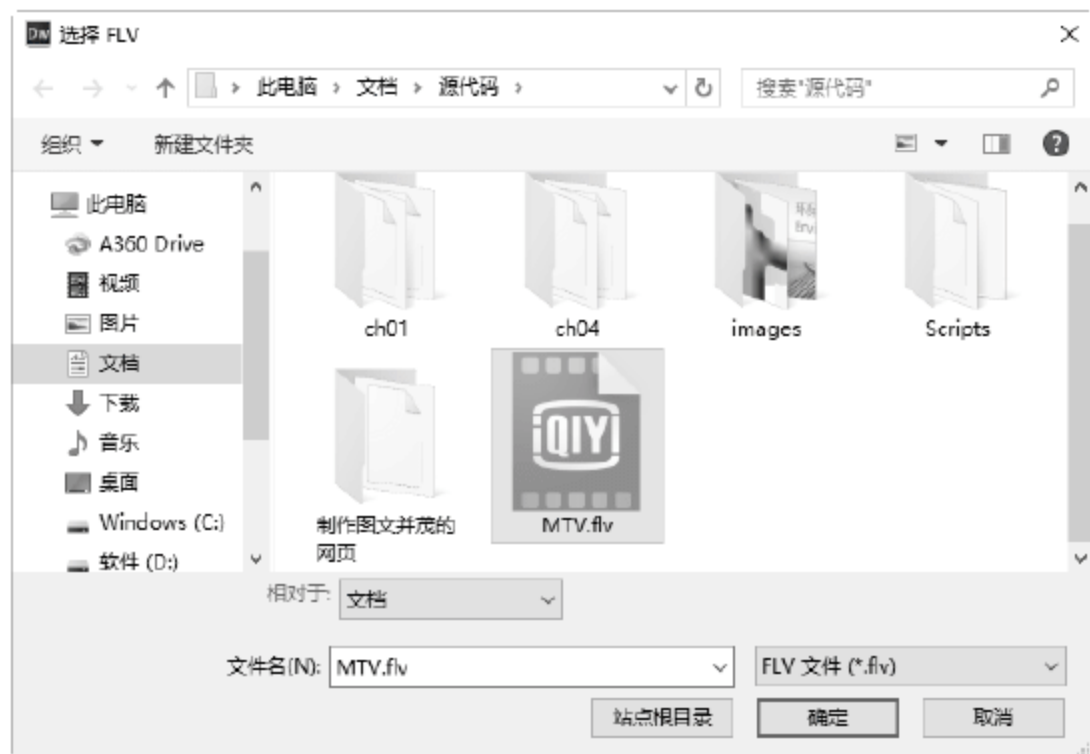 Dw 选择 FLV
此电脑 › 文档 › 源代码 ›
搜索"源代码"
组织
新建文件夹
此电脑
A360 Drive
视频
图片
文档
下载
音乐
桌面
Windows (C:)
软件 (D:)
环
Envi
ch01
ch04
images
Scripts
制作图文并茂的
网页
iQIYI
MTV.flv
相对于:
文档
文件名(N):
MTV.flv
FLV 文件 (*.flv)
站点根目录
确定
取消